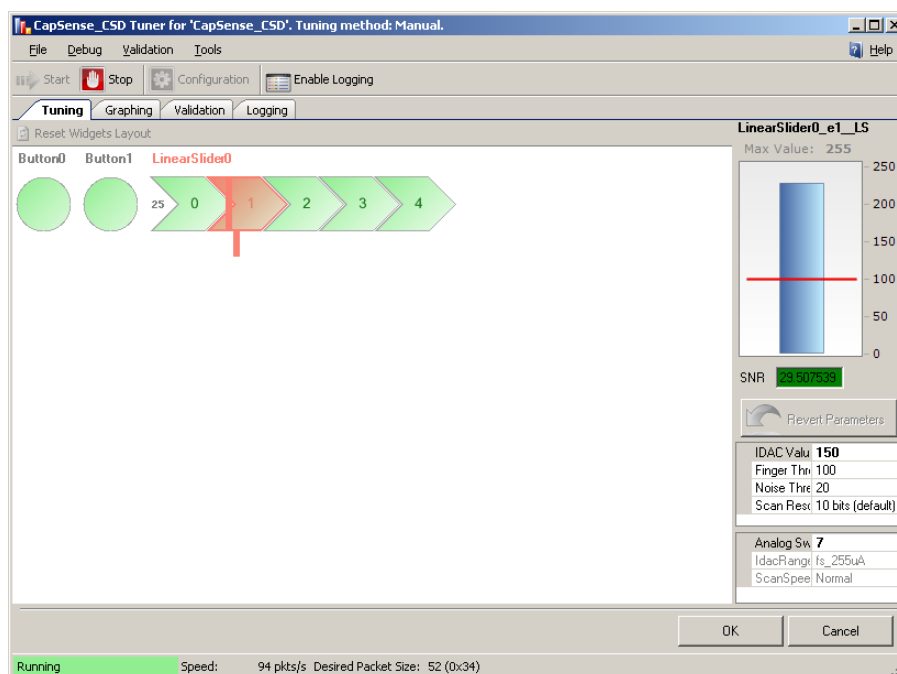 CapSense_CSD Tuner for 'CapSense_CSD'. Tuning method: Manual.
File Debug Validation Tools Help
Start Stop Configuration Enable Logging
Tuning Graphing Validation Logging
Reset Widgets Layout
Button0 Button1 LinearSlider0
25 0 1 2 3 4
LinearSlider0_e1__LS
Max Value: 255
250
200
150
100
50
0
SNR 29.507539
Revert Parameters
IDAC Valu 150
Finger Thr 100
Noise Thre 20
Scan Resc 10 bits (default)
Analog Sw 7
IdacRange fs_255uA
ScanSpee Normal
OK Cancel
Running Speed: 94 pkts/s Desired Packet Size: 52 (0x34)